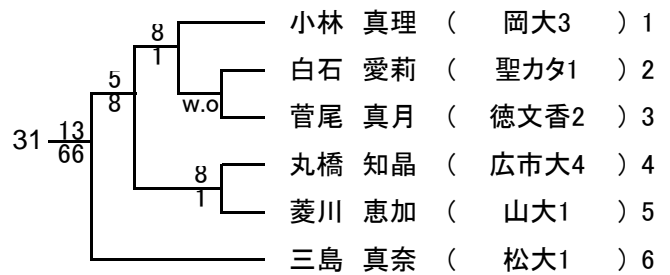 小林 真理 ( 岡大3 ) 1
8
1
白石 愛莉 ( 聖カタ1 ) 2
5
8
w.o
菅尾 真月 ( 徳文香2 ) 3
31
13
66
丸橋 知晶 ( 広市大4 ) 4
8
1
菱川 恵加 ( 山大1 ) 5
三島 真奈 ( 松大1 ) 6